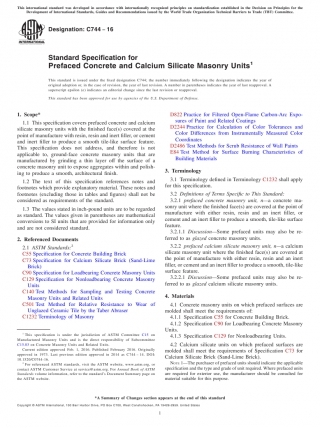 This international standard was developed in accordance with internationally recognized principles on standardization established in the Decision on Principles for the
Development of International Standards, Guides and Recommendations issued by the World Trade Organization Technical Barriers to Trade (TBT) Committee.
INTERNATIONAL
Designation: C744 − 16
Standard Specification for
Prefaced Concrete and Calcium Silicate Masonry Units1
This standard is issued under the fixed designation C744; the number immediately following the designation indicates the year of
original adoption or, in the case of revision, the year of last revision. A number in parentheses indicates the year of last reapproval. A
superscript epsilon (ε) indicates an editorial change since the last revision or reapproval.
This standard has been approved for use by agencies of the U.S. Department of Defense.
1. Scope*
1.1 This specification covers prefaced concrete and calcium
silicate masonry units with the finished face(s) covered at the
point of manufacture with resin, resin and inert filler, or cement
and inert filler to produce a smooth tile-like surface feature.
This specification does not address, and therefore is not
applicable to, ground-face concrete masonry units that are
manufactured by grinding a thin layer off the surface of a
concrete masonry unit to expose aggregates within and polish-
ing to produce a smooth, architectural finish.
1.2 The text of this specification references notes and
footnotes which provide explanatory material. These notes and
footnotes (excluding those in tables and figures) shall not be
considered as requirements of the standard.
1.3 The values stated in inch-pound units are to be regarded
as standard. The values given in parentheses are mathematical
conversions to SI units that are provided for information only
and are not considered standard.
2. Referenced Documents
2.1 ASTM Standards:2
C55 Specification for Concrete Building Brick
C73 Specification for Calcium Silicate Brick (Sand-Lime
Brick)
C90 Specification for Loadbearing Concrete Masonry Units
C129 Specification for Nonloadbearing Concrete Masonry
Units
C140 Test Methods for Sampling and Testing Concrete
Masonry Units and Related Units
C501 Test Method for Relative Resistance to Wear of
Unglazed Ceramic Tile by the Taber Abraser
C1232 Terminology of Masonry
1 This specification is under the jurisdiction of ASTM Committee C15 on
Manufactured Masonry Units and is the direct responsibility of Subcommittee
C15.03 on Concrete Masonry Units and Related Units.
Current edition approved Feb. 1, 2016. Published February 2016. Originally
approved in 1973. Last previous edition approved in 2014 as C744 – 14. DOI:
10.1520/C0744-16.
2 For referenced ASTM standards, visit the ASTM website, www.astm.org, or
contact ASTM Customer Service at service@astm.org. For Annual Book of ASTM
Standards volume information, refer to the standard's Document Summary page on
the ASTM website.
D822 Practice for Filtered Open-Flame Carbon-Arc Expo-
sures of Paint and Related Coatings
D2244 Practice for Calculation of Color Tolerances and
Color Differences from Instrumentally Measured Color
Coordinates
D2486 Test Methods for Scrub Resistance of Wall Paints
E84 Test Method for Surface Burning Characteristics of
Building Materials
3. Terminology
3.1 Terminology defined in Terminology C1232 shall apply
for this specification.
3.2 Definitions of Terms Specific to This Standard:
3.2.1 prefaced concrete masonry unit, n—a concrete ma-
sonry unit where the finished face(s) are covered at the point of
manufacture with either resin, resin and inert filler, or
cement and an inert filler to produce a smooth, tile-like surface
feature.
3.2.1.1 Discussion—Some prefaced units may also be re-
ferred to as glazed concrete masonry units.
3.2.2 prefaced calcium silicate masonry unit, n—a calcium
silicate masonry unit where the finished face(s) are covered at
the point of manufacture with either resin, resin and an inert
filler, or cement and an inert filler to produce a smooth, tile-like
surface feature.
3.2.2.1 Discussion—Some prefaced units may also be re-
ferred to as glazed calcium silicate masonry units.
4. Materials
4.1 Concrete masonry units on which prefaced surfaces are
molded shall meet the requirements of:
4.1.1 Specification C55 for Concrete Building Brick.
4.1.2 Specification C90 for Loadbearing Concrete Masonry
Units.
4.1.3 Specification C129 for Nonloadbearing Units.
4.2 Calcium silicate units on which prefaced surfaces are
molded shall meet the requirements of Specification C73 for
Calcium Silicate Brick (Sand-Lime Brick).
NOTE 1—The purchaser of prefaced units should indicate the applicable
specification and the type and grade of unit required. Where prefaced units
are required for exterior use, the manufacturer should be consulted for
material suitable for this purpose.
*A Summary of Changes section appears at the end of this standard
Copyright © ASTM International, 100 Barr Harbor Drive, PO Box C700, West Conshohocken, PA 19428-2959. United States
1